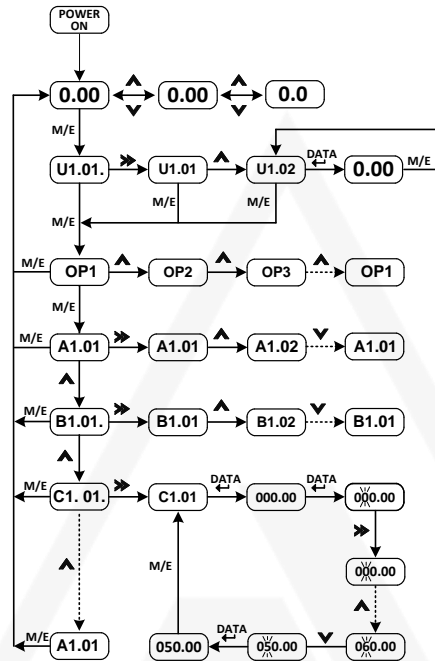 POWER
ON
0.00 0.00 0.0
M/E
U1.01. U1.01 U1.02 DATA 0.00 M/E
M/E M/E M/E
M/E OP1 OP2 OP3 OP1
M/E
M/E A1.01 A1.01 A1.02 A1.01
M/E B1.01. B1.01 B1.02 B1.01
M/E C1. 01. C1.01 DATA 000.00 DATA 000.00
000.00
M/E
M/E A1.01 050.00 DATA 050.00 060.00